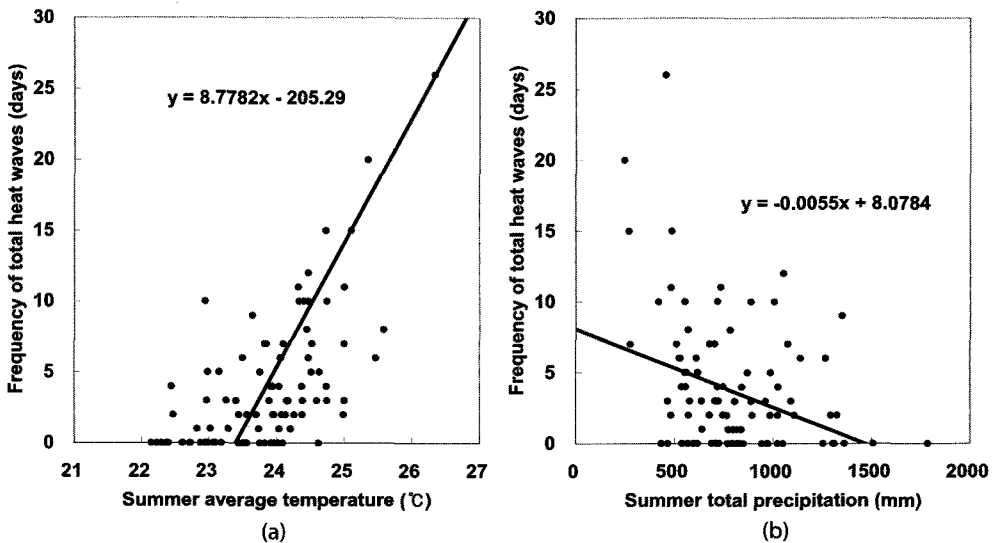 Frequency of total heat waves (days)
30
25
20
15
10
5
0
y = 8.7782x - 205.29
21 22 23 24 25 26 27
Summer average temperature (℃)
(a)
Frequency of total heat waves (days)
30
25
20
15
10
5
0
y = -0.0055x + 8.0784
0 500 1000 1500 2000
Summer total precipitation (mm)
(b)